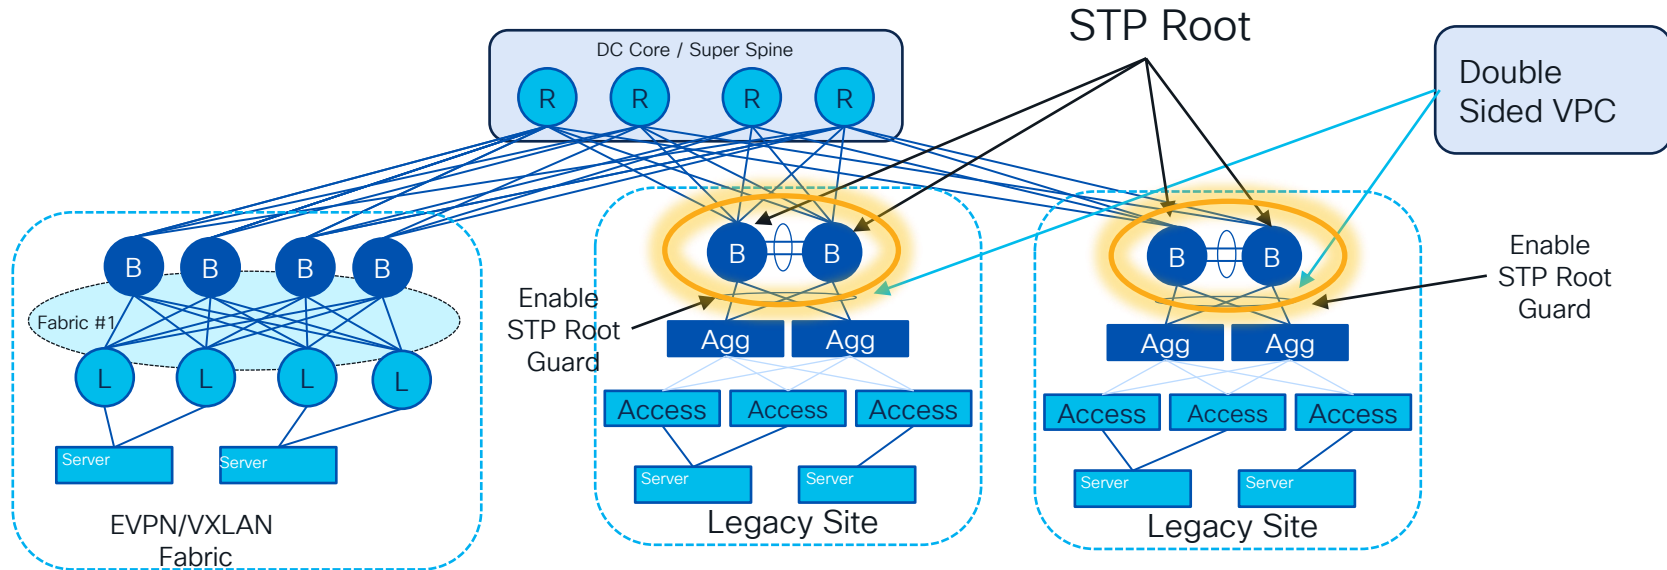 STP Root
DC Core / Super Spine
R
R
R
R
Double
Sided VPC
B
B
B
B
Fabric #1
L
L
L
L
Server
Server
EVPN/VXLAN
Fabric
B
B
Enable
STP Root
Guard
Agg
Agg
Access
Access
Access
Server
Server
Legacy Site
B
B
Enable
STP Root
Guard
Agg
Agg
Access
Access
Access
Server
Server
Legacy Site